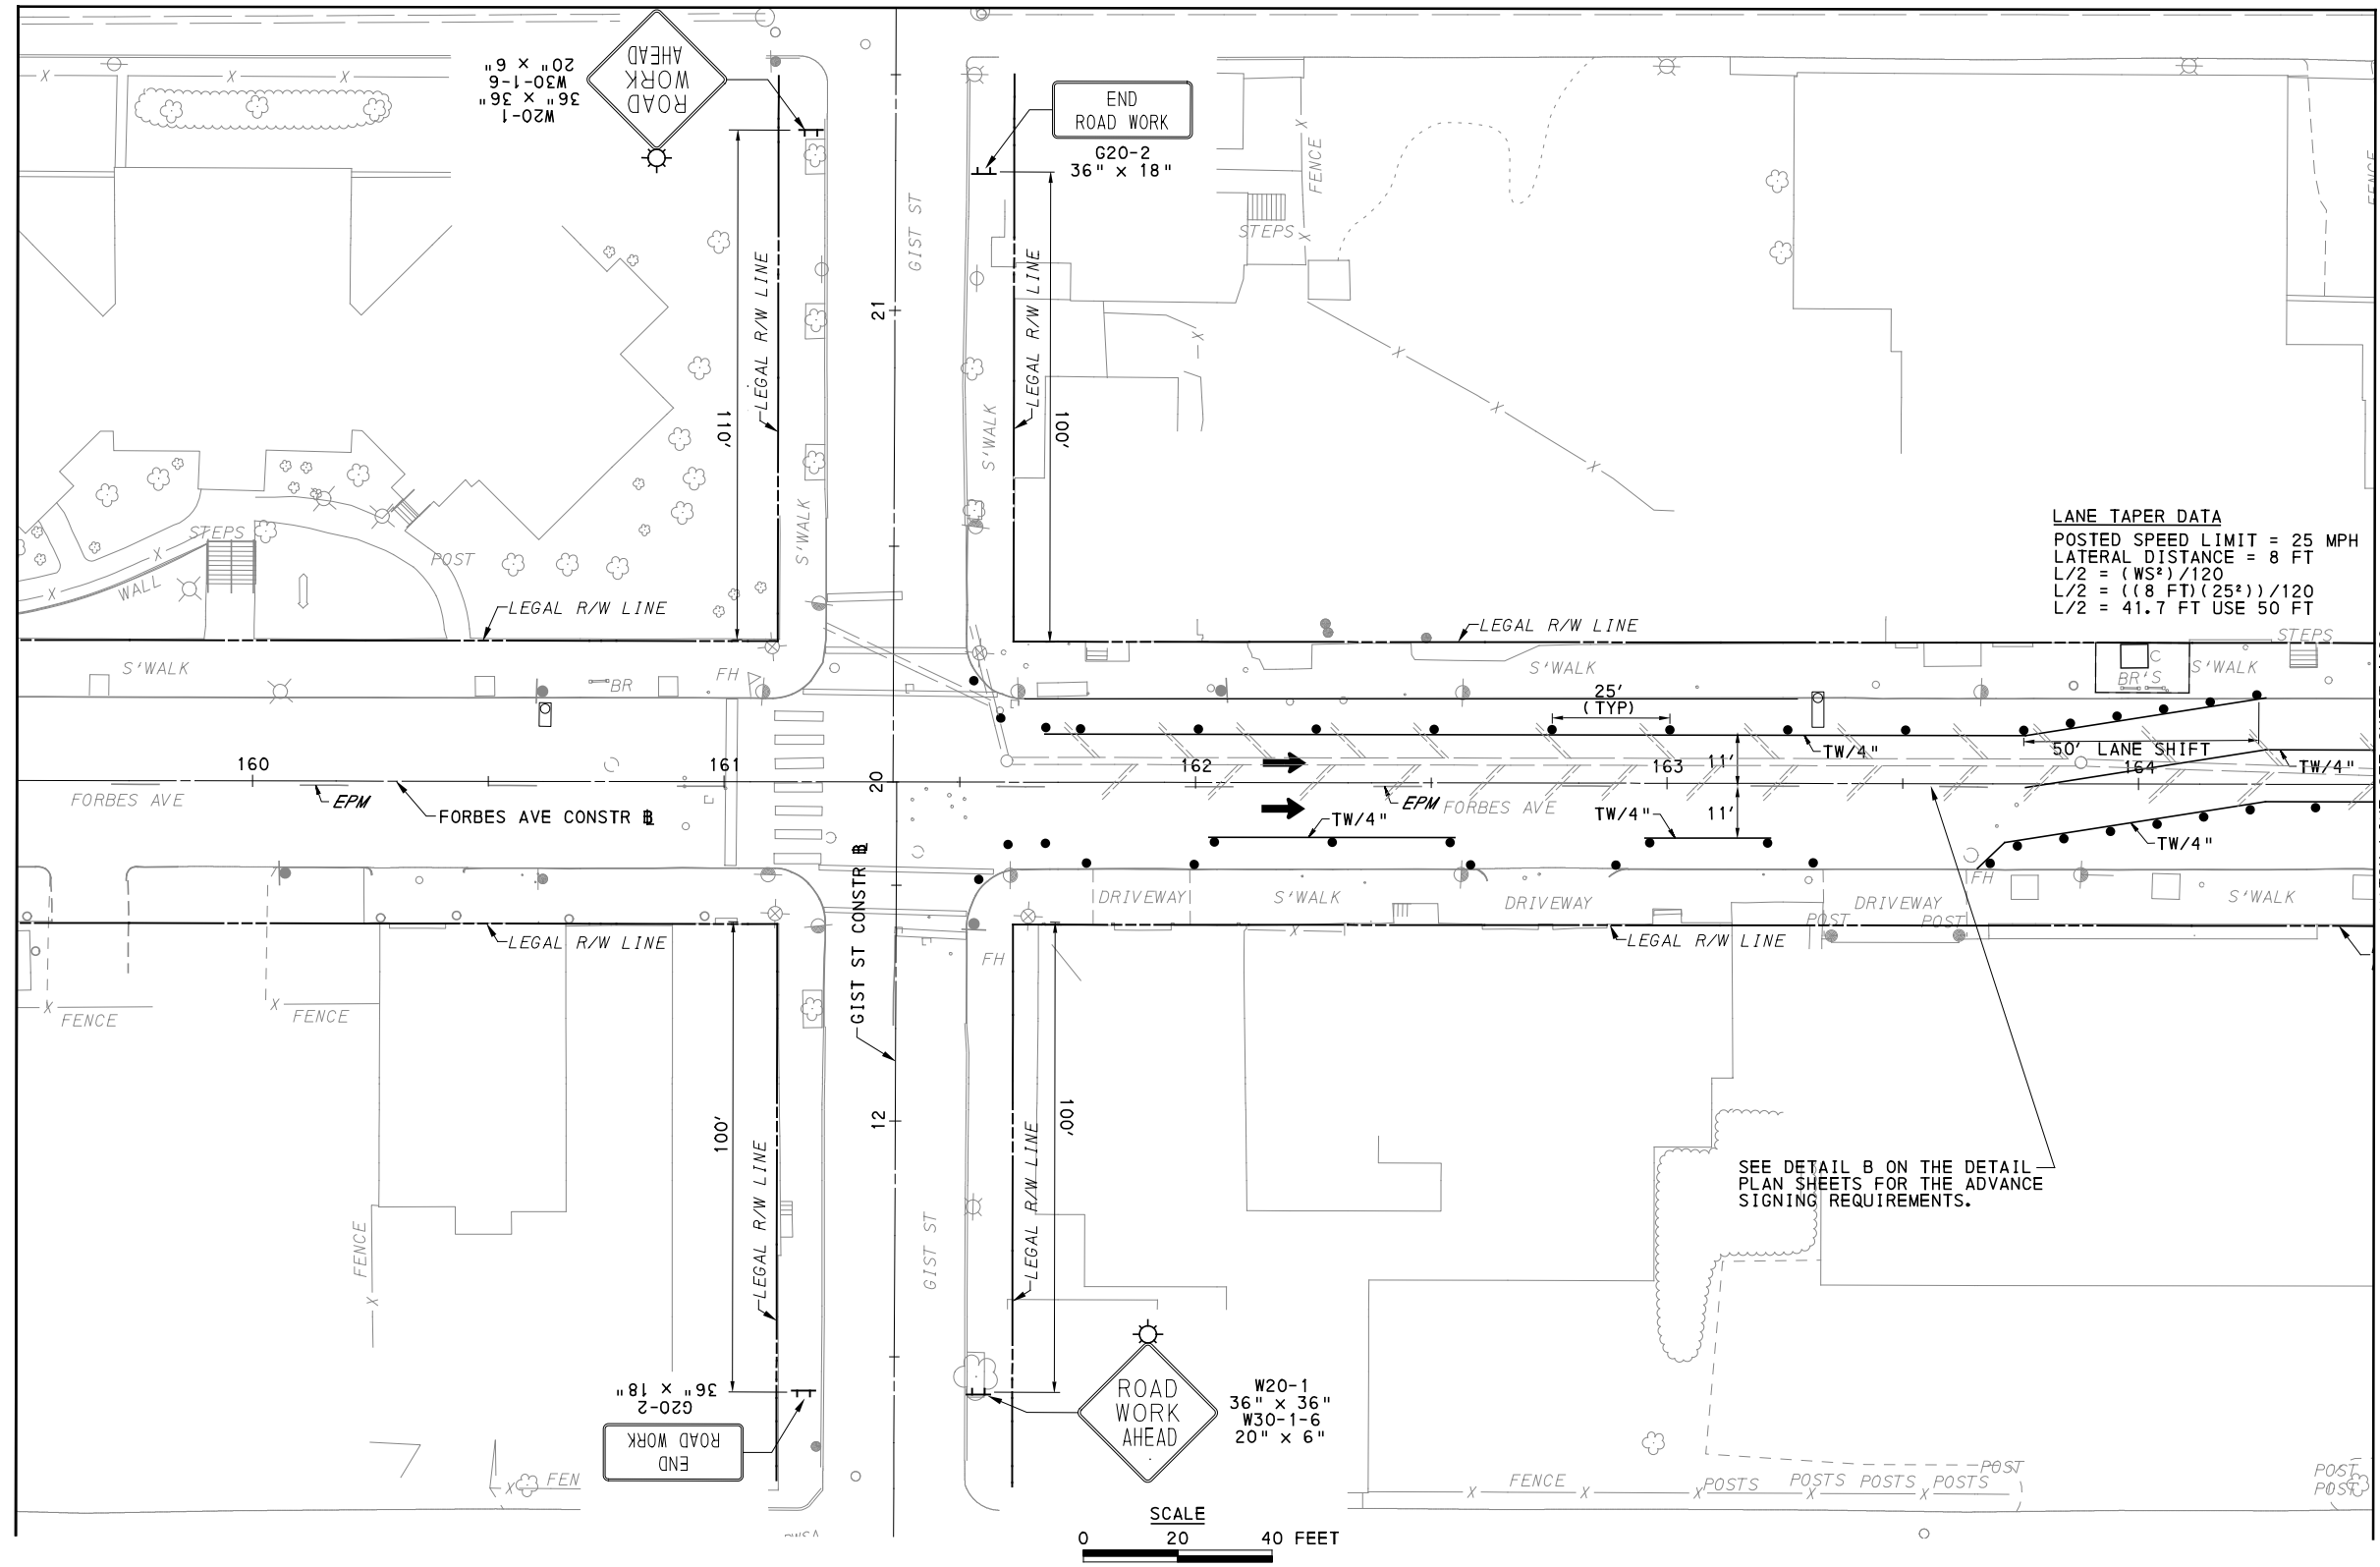 W20-1
36" × 36"
W30-1-6
20" × 6"
ROAD
WORK
AHEAD
END
ROAD WORK
G20-2
36" × 18"
GIST ST
FENCE
FENCE
STEPS
LEGAL R/W LINE
LEGAL R/W LINE
21
110'
100'
S'WALK
S'WALK
STEPS
POST
WALL
LEGAL R/W LINE
LANE TAPER DATA
POSTED SPEED LIMIT = 25 MPH
LATERAL DISTANCE = 8 FT
L/2 = (WS²)/120
L/2 = ((8 FT)(25²))/120
L/2 = 41.7 FT USE 50 FT
LEGAL R/W LINE
STEPS
S'WALK
FH
BR
S'WALK
C
S'WALK
BR'S
25'
(TYP)
TW/4"
50' LANE SHIFT
160
161
20
162
163
11'
164
TW/4"
FORBES AVE
EPM
FORBES AVE CONSTR BL
EPM
FORBES AVE
TW/4"
TW/4"
11'
TW/4"
GIST ST CONSTR BL
DRIVEWAY
S'WALK
DRIVEWAY
DRIVEWAY
FH
S'WALK
POST
POST
LEGAL R/W LINE
LEGAL R/W LINE
FH
FENCE
FENCE
12
100'
100'
LEGAL R/W LINE
LEGAL R/W LINE
GIST ST
FENCE
SEE DETAIL B ON THE DETAIL
PLAN SHEETS FOR THE ADVANCE
SIGNING REQUIREMENTS.
G20-2
36" × 18"
END
ROAD WORK
ROAD
WORK
AHEAD
W20-1
36" × 36"
W30-1-6
20" × 6"
FEN
FENCE
POSTS
POSTS
POSTS
POSTS
POST
POST
POST
SCALE
0 20 40 FEET